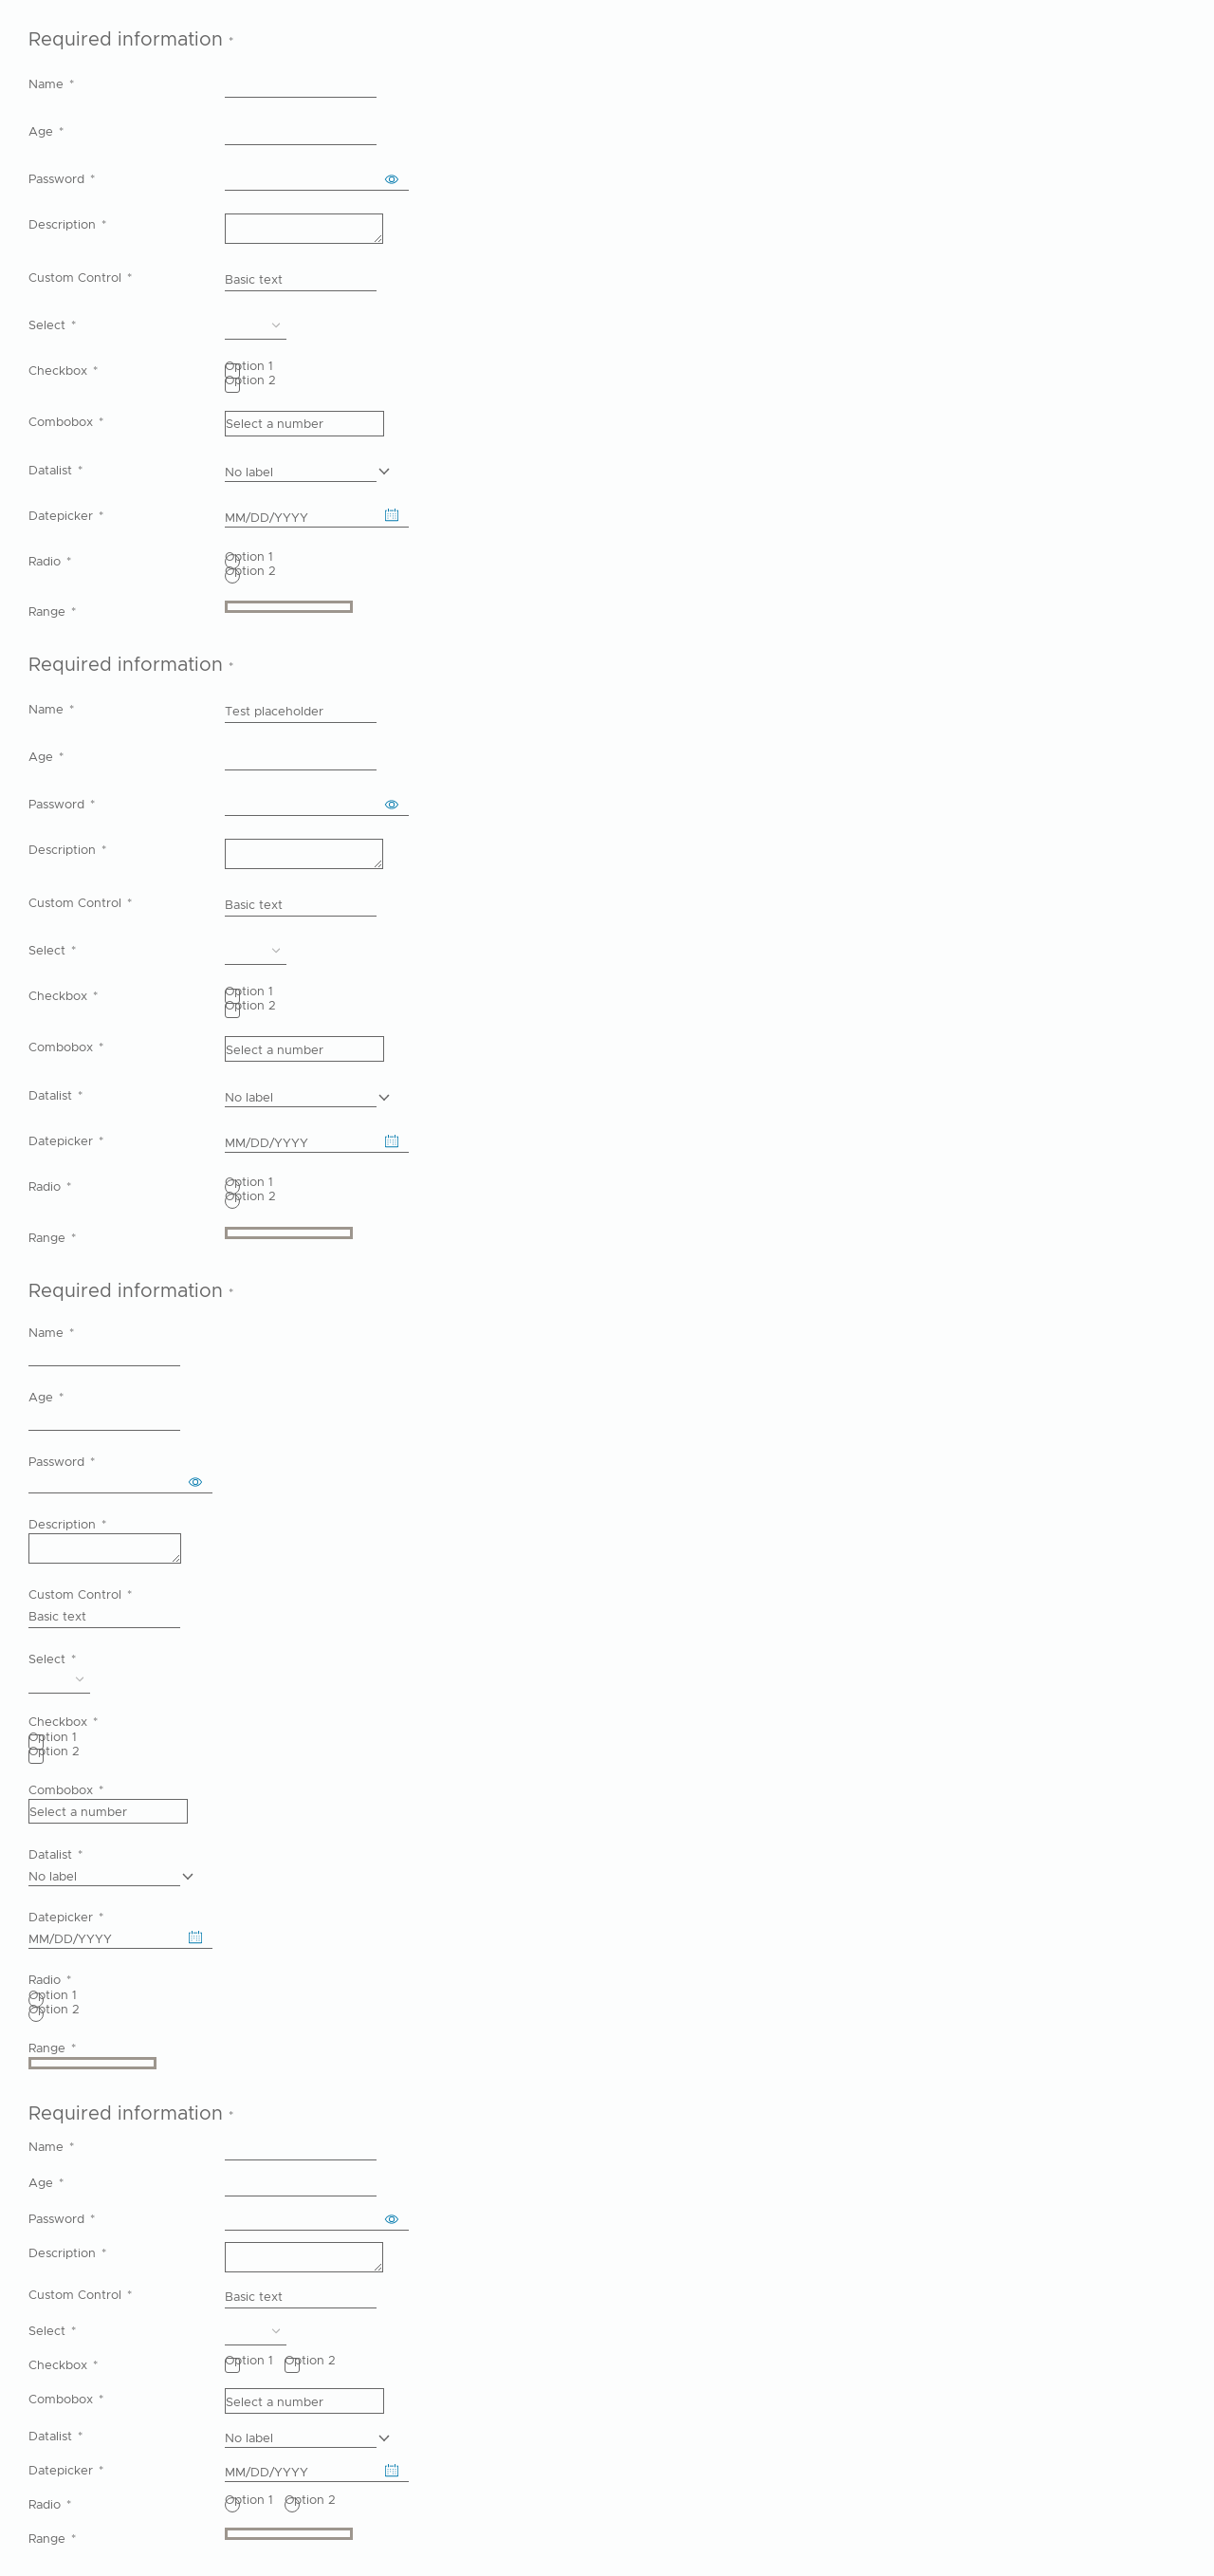 Required information *
Name *
Age *
Password *
Description *
Custom Control * Basic text
Select *
Checkbox * Option 1
Option 2
Combobox * Select a number
Datalist * No label
Datepicker * MM/DD/YYYY
Radio * Option 1
Option 2
Range *
Required information *
Name * Test placeholder
Age *
Password *
Description *
Custom Control * Basic text
Select *
Checkbox * Option 1
Option 2
Combobox * Select a number
Datalist * No label
Datepicker * MM/DD/YYYY
Radio * Option 1
Option 2
Range *
Required information *
Name *
Age *
Password *
Description *
Custom Control *
Basic text
Select *
Checkbox *
Option 1
Option 2
Combobox *
Select a number
Datalist *
No label
Datepicker *
MM/DD/YYYY
Radio *
Option 1
Option 2
Range *
Required information *
Name *
Age *
Password *
Description *
Custom Control * Basic text
Select *
Checkbox * Option 1 Option 2
Combobox * Select a number
Datalist * No label
Datepicker * MM/DD/YYYY
Radio * Option 1 Option 2
Range *